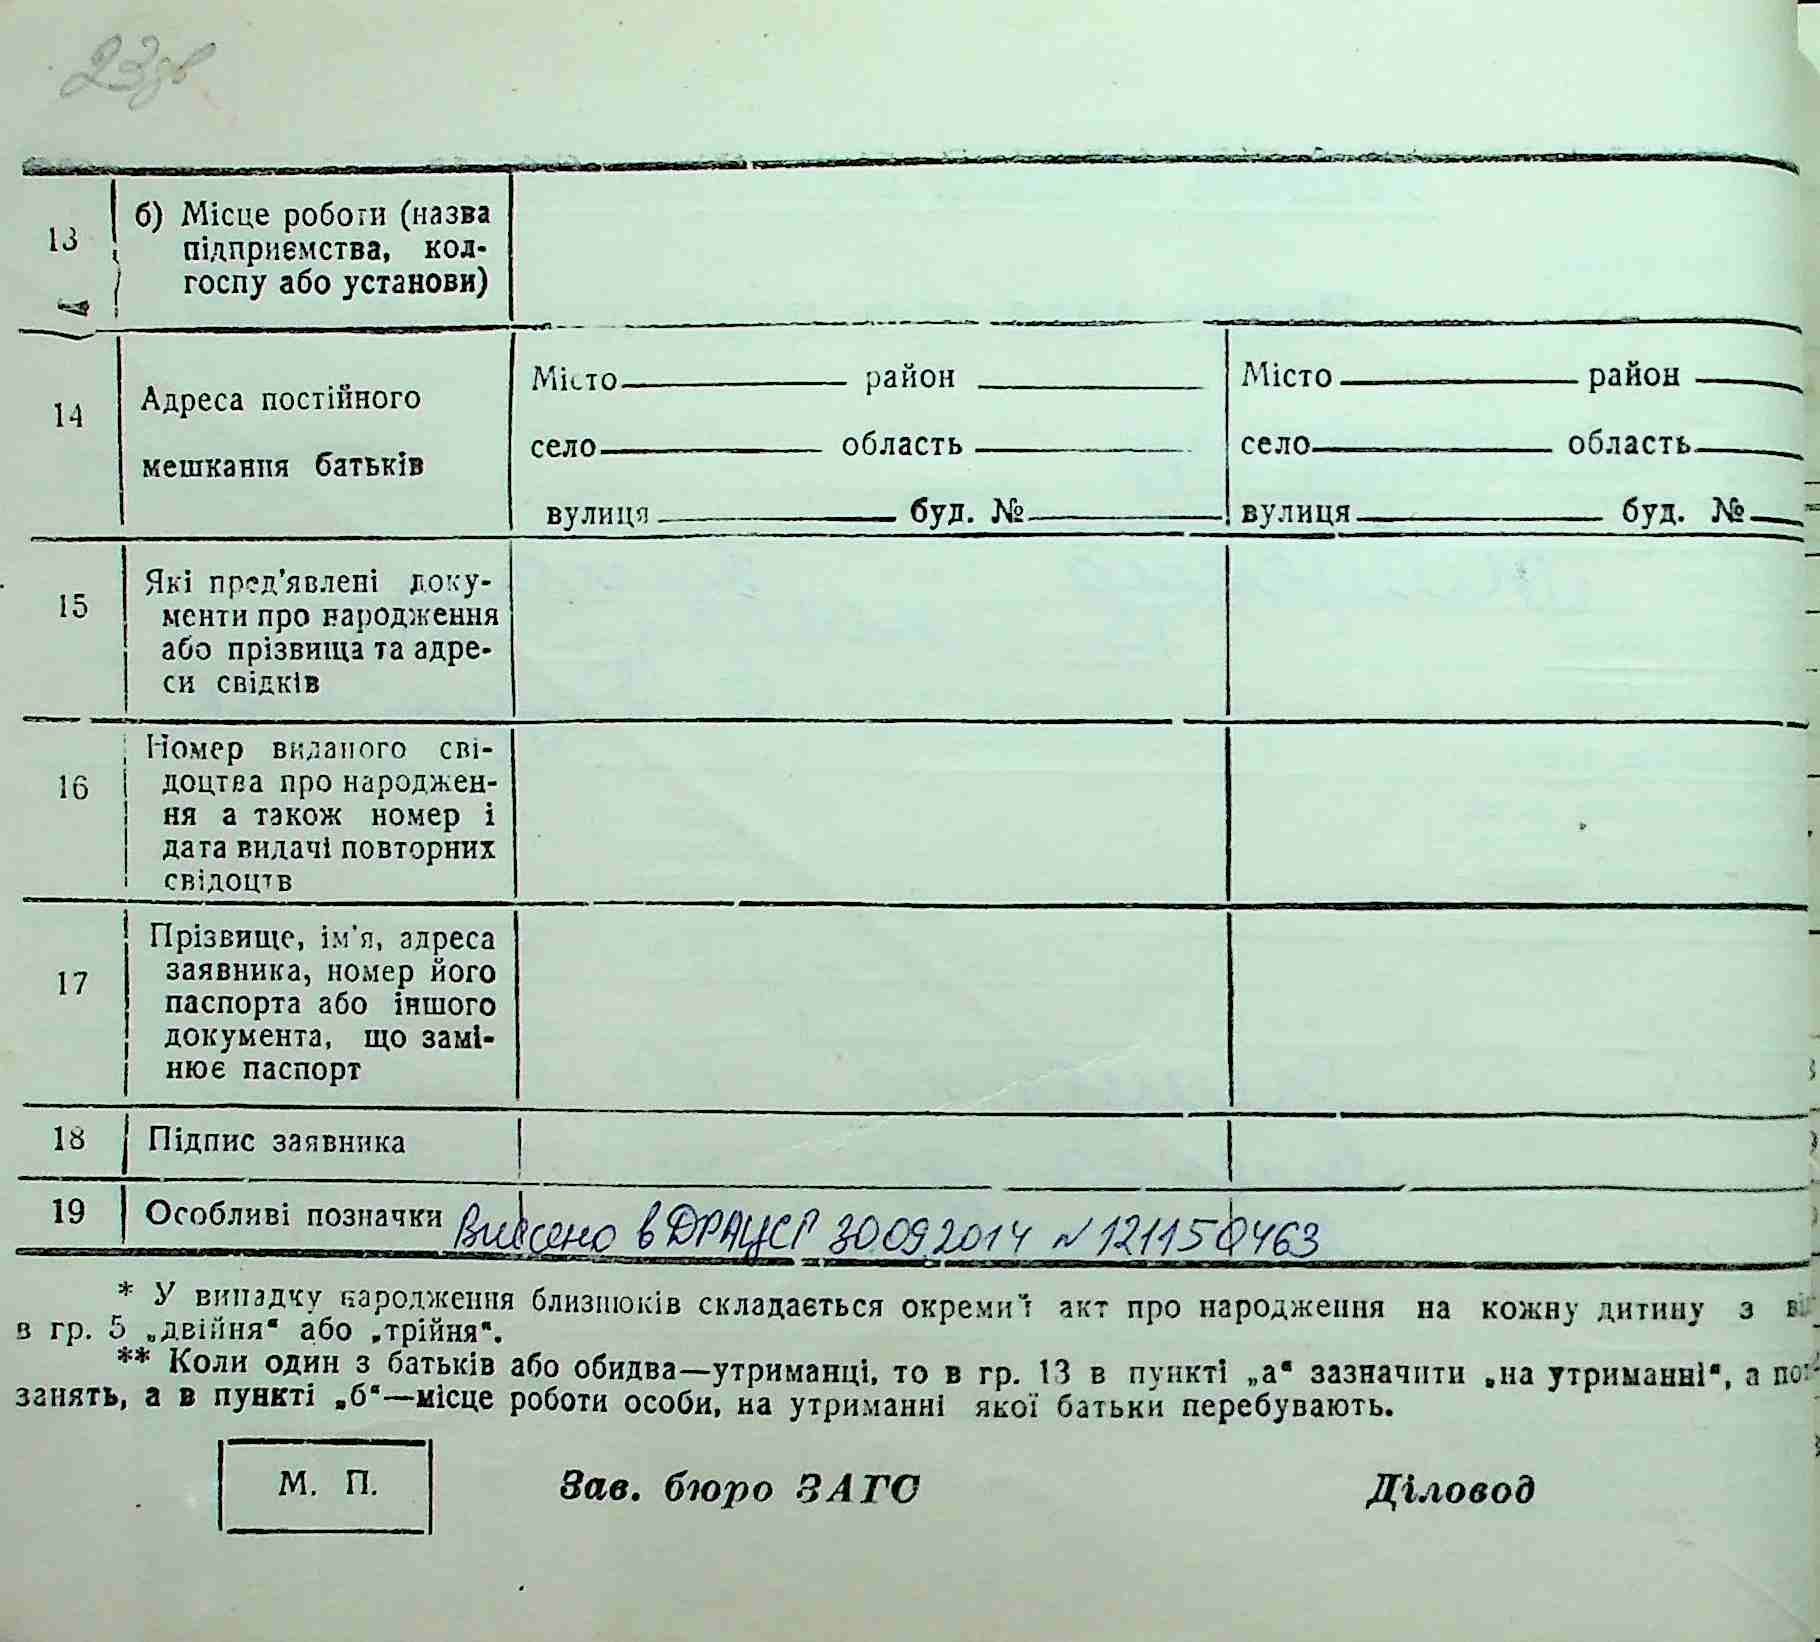 23зв
13 б) Місце роботи (назва
підприємства, кол-
госпу або установи)
14 Адреса постійного
мешкання батьків
Місто район
село область
вулиця буд. №
Місто район
село область
вулиця буд. №
15 Які пред'явлені доку-
менти про народження
або прізвища та адре-
си свідків
16 Номер виданого сві-
доцтва про народжен-
ня а також номер і
дата видачі повторних
свідоцтв
17 Прізвище, ім'я, адреса
заявника, номер його
паспорта або іншого
документа, що замі-
нює паспорт
18 Підпис заявника
19 Особливі позначки Внесено в ДРАЦСГ 30.09.2014 N 121150463
* У випадку народження близнюків складається окремий акт про народження на кожну дитину з
в гр. 5 „двійня“ або „трійня“.
** Коли один з батьків або обидва—утриманці, то в гр. 13 в пункті „а“ зазначити „на утриманні“, а
занять, а в пункті „б“—місце роботи особи, на утриманні якої батьки перебувають.
М. П. Зав. бюро ЗАГС Діловод